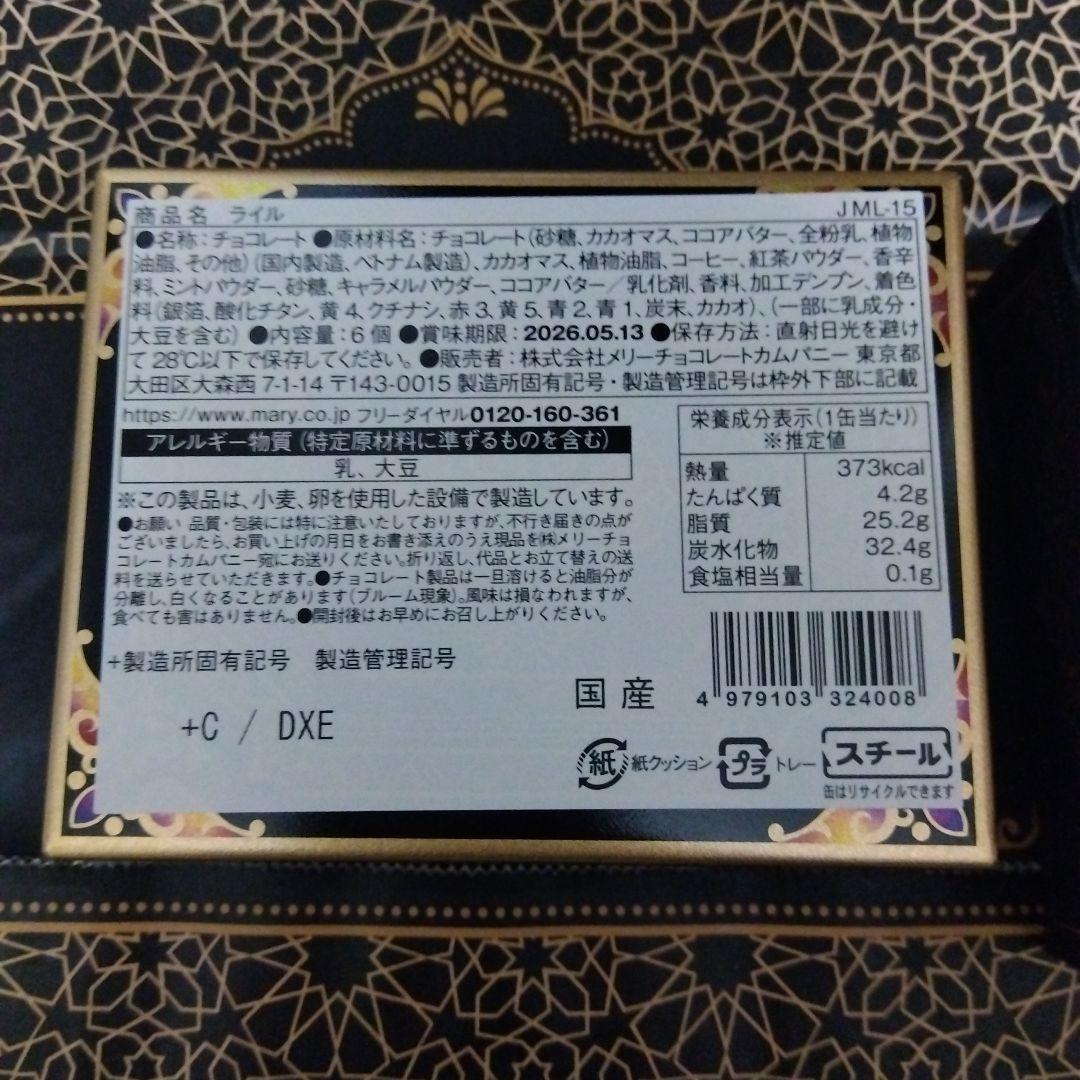 商品名 ライル JML-15
●名称：チョコレート ●原材料名：チョコレート（砂糖、カカオマス、ココアバター、全粉乳、植物
油脂、その他）（国内製造、ベトナム製造）、カカオマス、植物油脂、コーヒー、紅茶パウダー、香辛
料、ミントパウダー、砂糖、キャラメルパウダー、ココアバター／乳化剤、香料、加工デンプン、着色
料（銀箔、酸化チタン、黄4、クチナシ、赤3、黄5、青2、青1、炭末、カカオ）、（一部に乳成分・
大豆を含む） ●内容量：6個 ●賞味期限：2026.05.13 ●保存方法：直射日光を避け
て28℃以下で保存してください。 ●販売者：株式会社メリーチョコレートカムパニー 東京都
大田区大森西7-1-14 〒143-0015 製造所固有記号・製造管理記号は枠外下部に記載
https://www.mary.co.jp フリーダイヤル0120-160-361
アレルギー物質（特定原材料に準ずるものを含む）
乳、大豆
※この製品は、小麦、卵を使用した設備で製造しています。
●お願い 品質・包装には特に注意いたしておりますが、不行き届きの点が
ございましたら、お買い上げの月日をお書き添えのうえ現品を㈱メリーチョ
コレートカムパニー宛にお送りください。折り返し、代品とお立て替えの送
料を送らせていただきます。●チョコレート製品は一旦溶けると油脂分が
分離し、白くなることがあります（ブルーム現象）。風味は損なわれますが、
食べても害はありません。●開封後はお早めにお召し上がりください。
栄養成分表示（1缶当たり）
※推定値
熱量 373kcal
たんぱく質 4.2g
脂質 25.2g
炭水化物 32.4g
食塩相当量 0.1g
+製造所固有記号 製造管理記号
+C / DXE
国産
4 979103 324008
紙 紙クッション プラ トレー スチール
缶はリサイクルできます